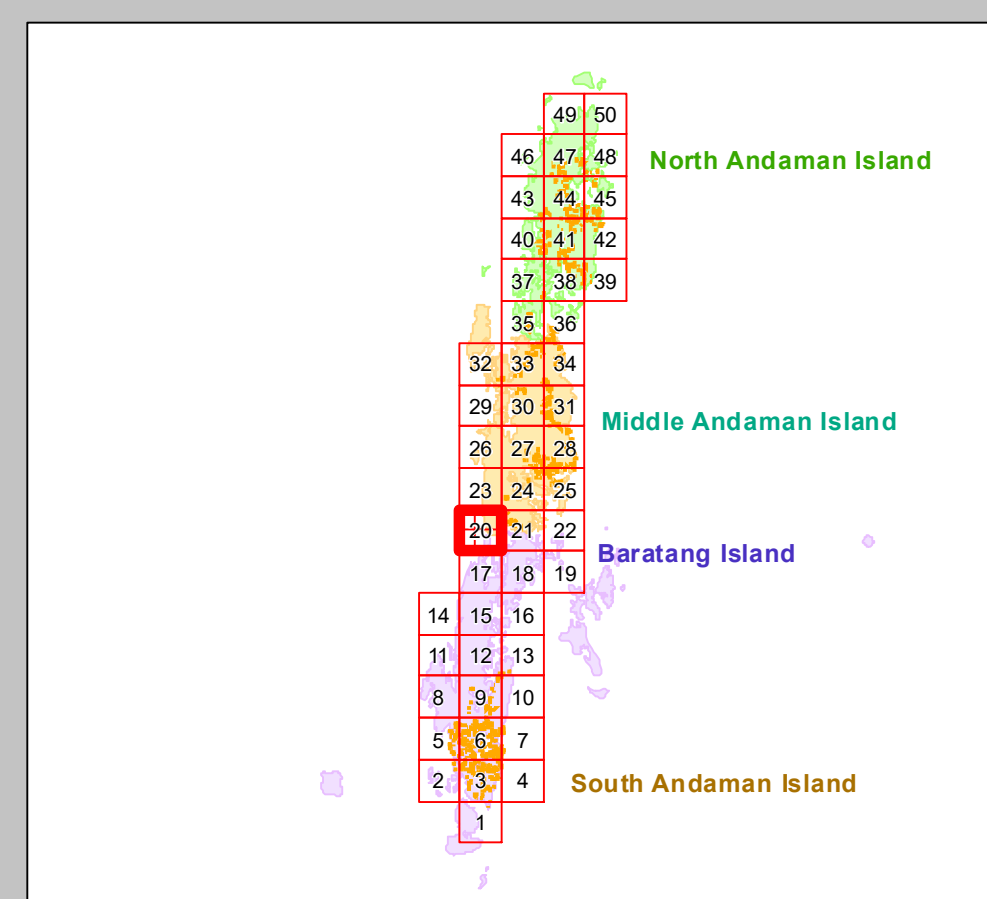 49 50
46 47 48
North Andaman Island
43 44 45
40 41 42
37 38 39
35 36
32 33 34
29 30 31
Middle Andaman Island
26 27 28
23 24 25
20 21 22
Baratang Island
17 18 19
14 15 16
11 12 13
8 9 10
5 6 7
2 3 4
South Andaman Island
1